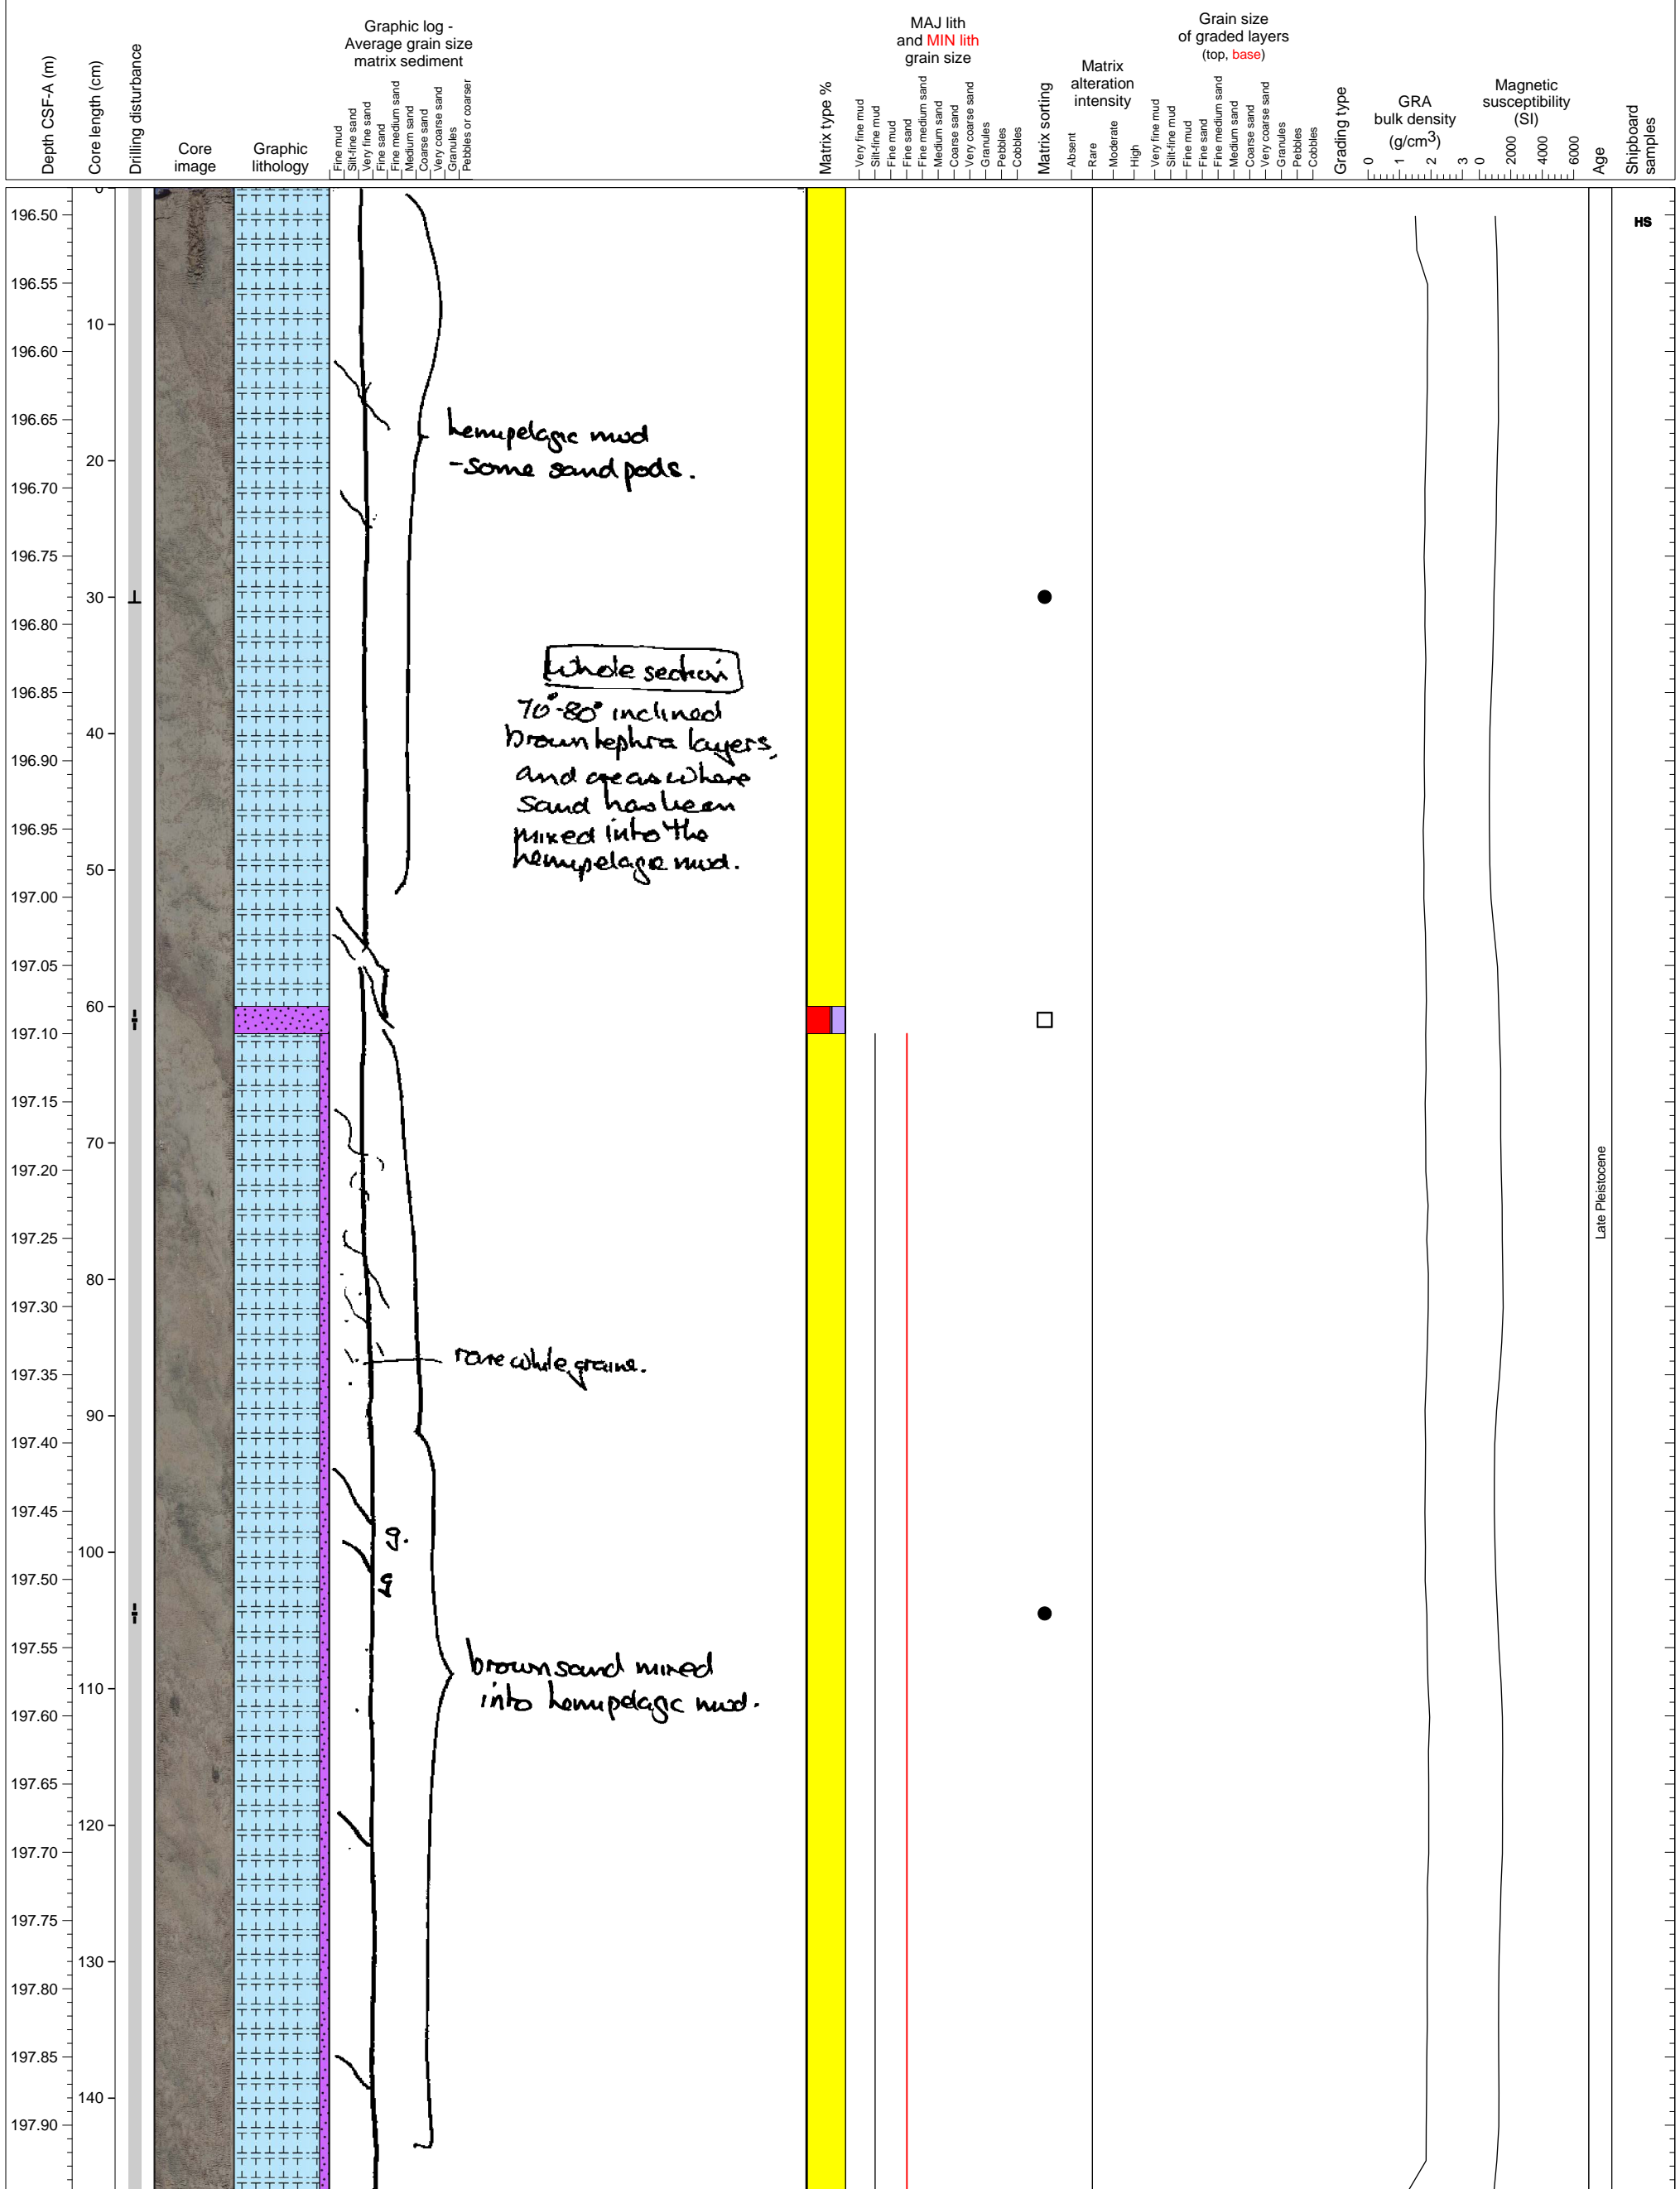 Depth CSF-A (m)
Core length (cm)
Drilling disturbance
Core
image
Graphic
lithology
Graphic log -
Average grain size
matrix sediment
Fine mud
Silt-fine sand
Very fine sand
Fine sand
Fine medium sand
Medium sand
Coarse sand
Very coarse sand
Granules
Pebbles or coarser
Matrix type %
MAJ lith
and MIN lith
grain size
Very fine mud
Silt-fine mud
Fine mud
Fine sand
Fine medium sand
Medium sand
Coarse sand
Very coarse sand
Granules
Pebbles
Cobbles
Matrix sorting
Matrix
alteration
intensity
Absent
Rare
Moderate
High
Grain size
of graded layers
(top, base)
Very fine mud
Silt-fine mud
Fine mud
Fine sand
Fine medium sand
Medium sand
Coarse sand
Very coarse sand
Granules
Pebbles
Cobbles
Grading type
GRA
bulk density
(g/cm3)
0 1 2 3
Magnetic
susceptibility
(SI)
0 2000 4000 6000
Age
Shipboard
samples
0
196.50
HS
196.55
10
196.60
196.65
hemipelagic mud
20
-some sand pods.
196.70
196.75
30
196.80
whole section
196.85
70°-80° inclined
40
brown tephra layers,
196.90
and areas where
sand has been
196.95
mixed into the
hemipelagic mud.
50
197.00
197.05
60
197.10
197.15
70
197.20
Late Pleistocene
197.25
80
197.30
rare white grains.
197.35
90
197.40
197.45
g.
100
197.50
g
197.55
brown sand mixed
110
into hemipelagic mud.
197.60
197.65
120
197.70
197.75
130
197.80
197.85
140
197.90